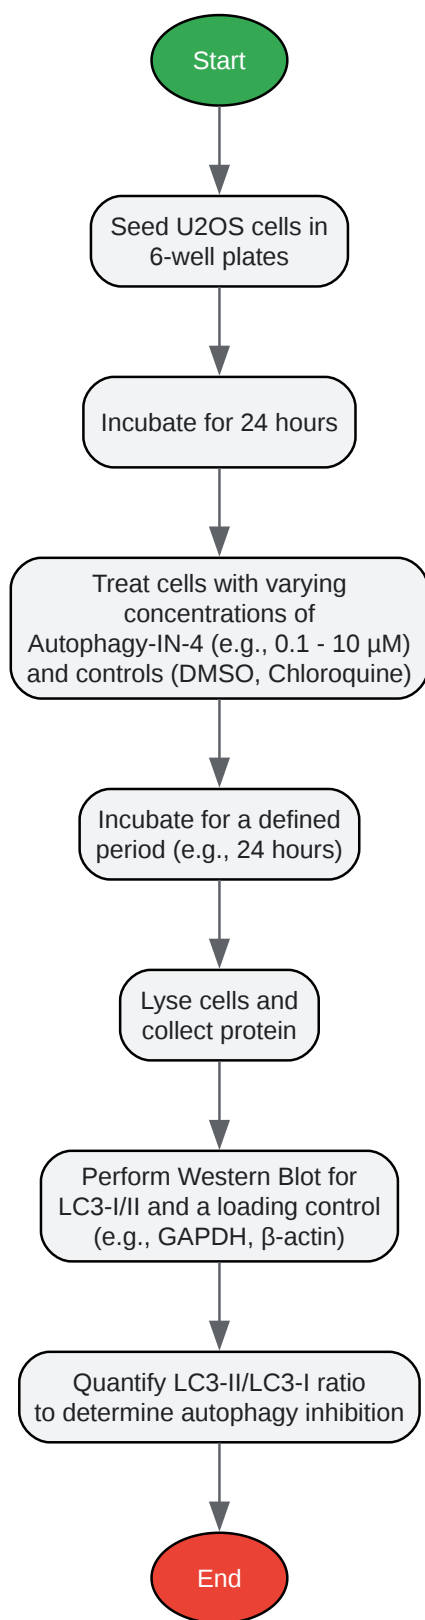 Start
Seed U2OS cells in
6-well plates
Incubate for 24 hours
Treat cells with varying
concentrations of
Autophagy-IN-4 (e.g., 0.1 - 10 µM)
and controls (DMSO, Chloroquine)
Incubate for a defined
period (e.g., 24 hours)
Lyse cells and
collect protein
Perform Western Blot for
LC3-I/II and a loading control
(e.g., GAPDH, β-actin)
Quantify LC3-II/LC3-I ratio
to determine autophagy inhibition
End